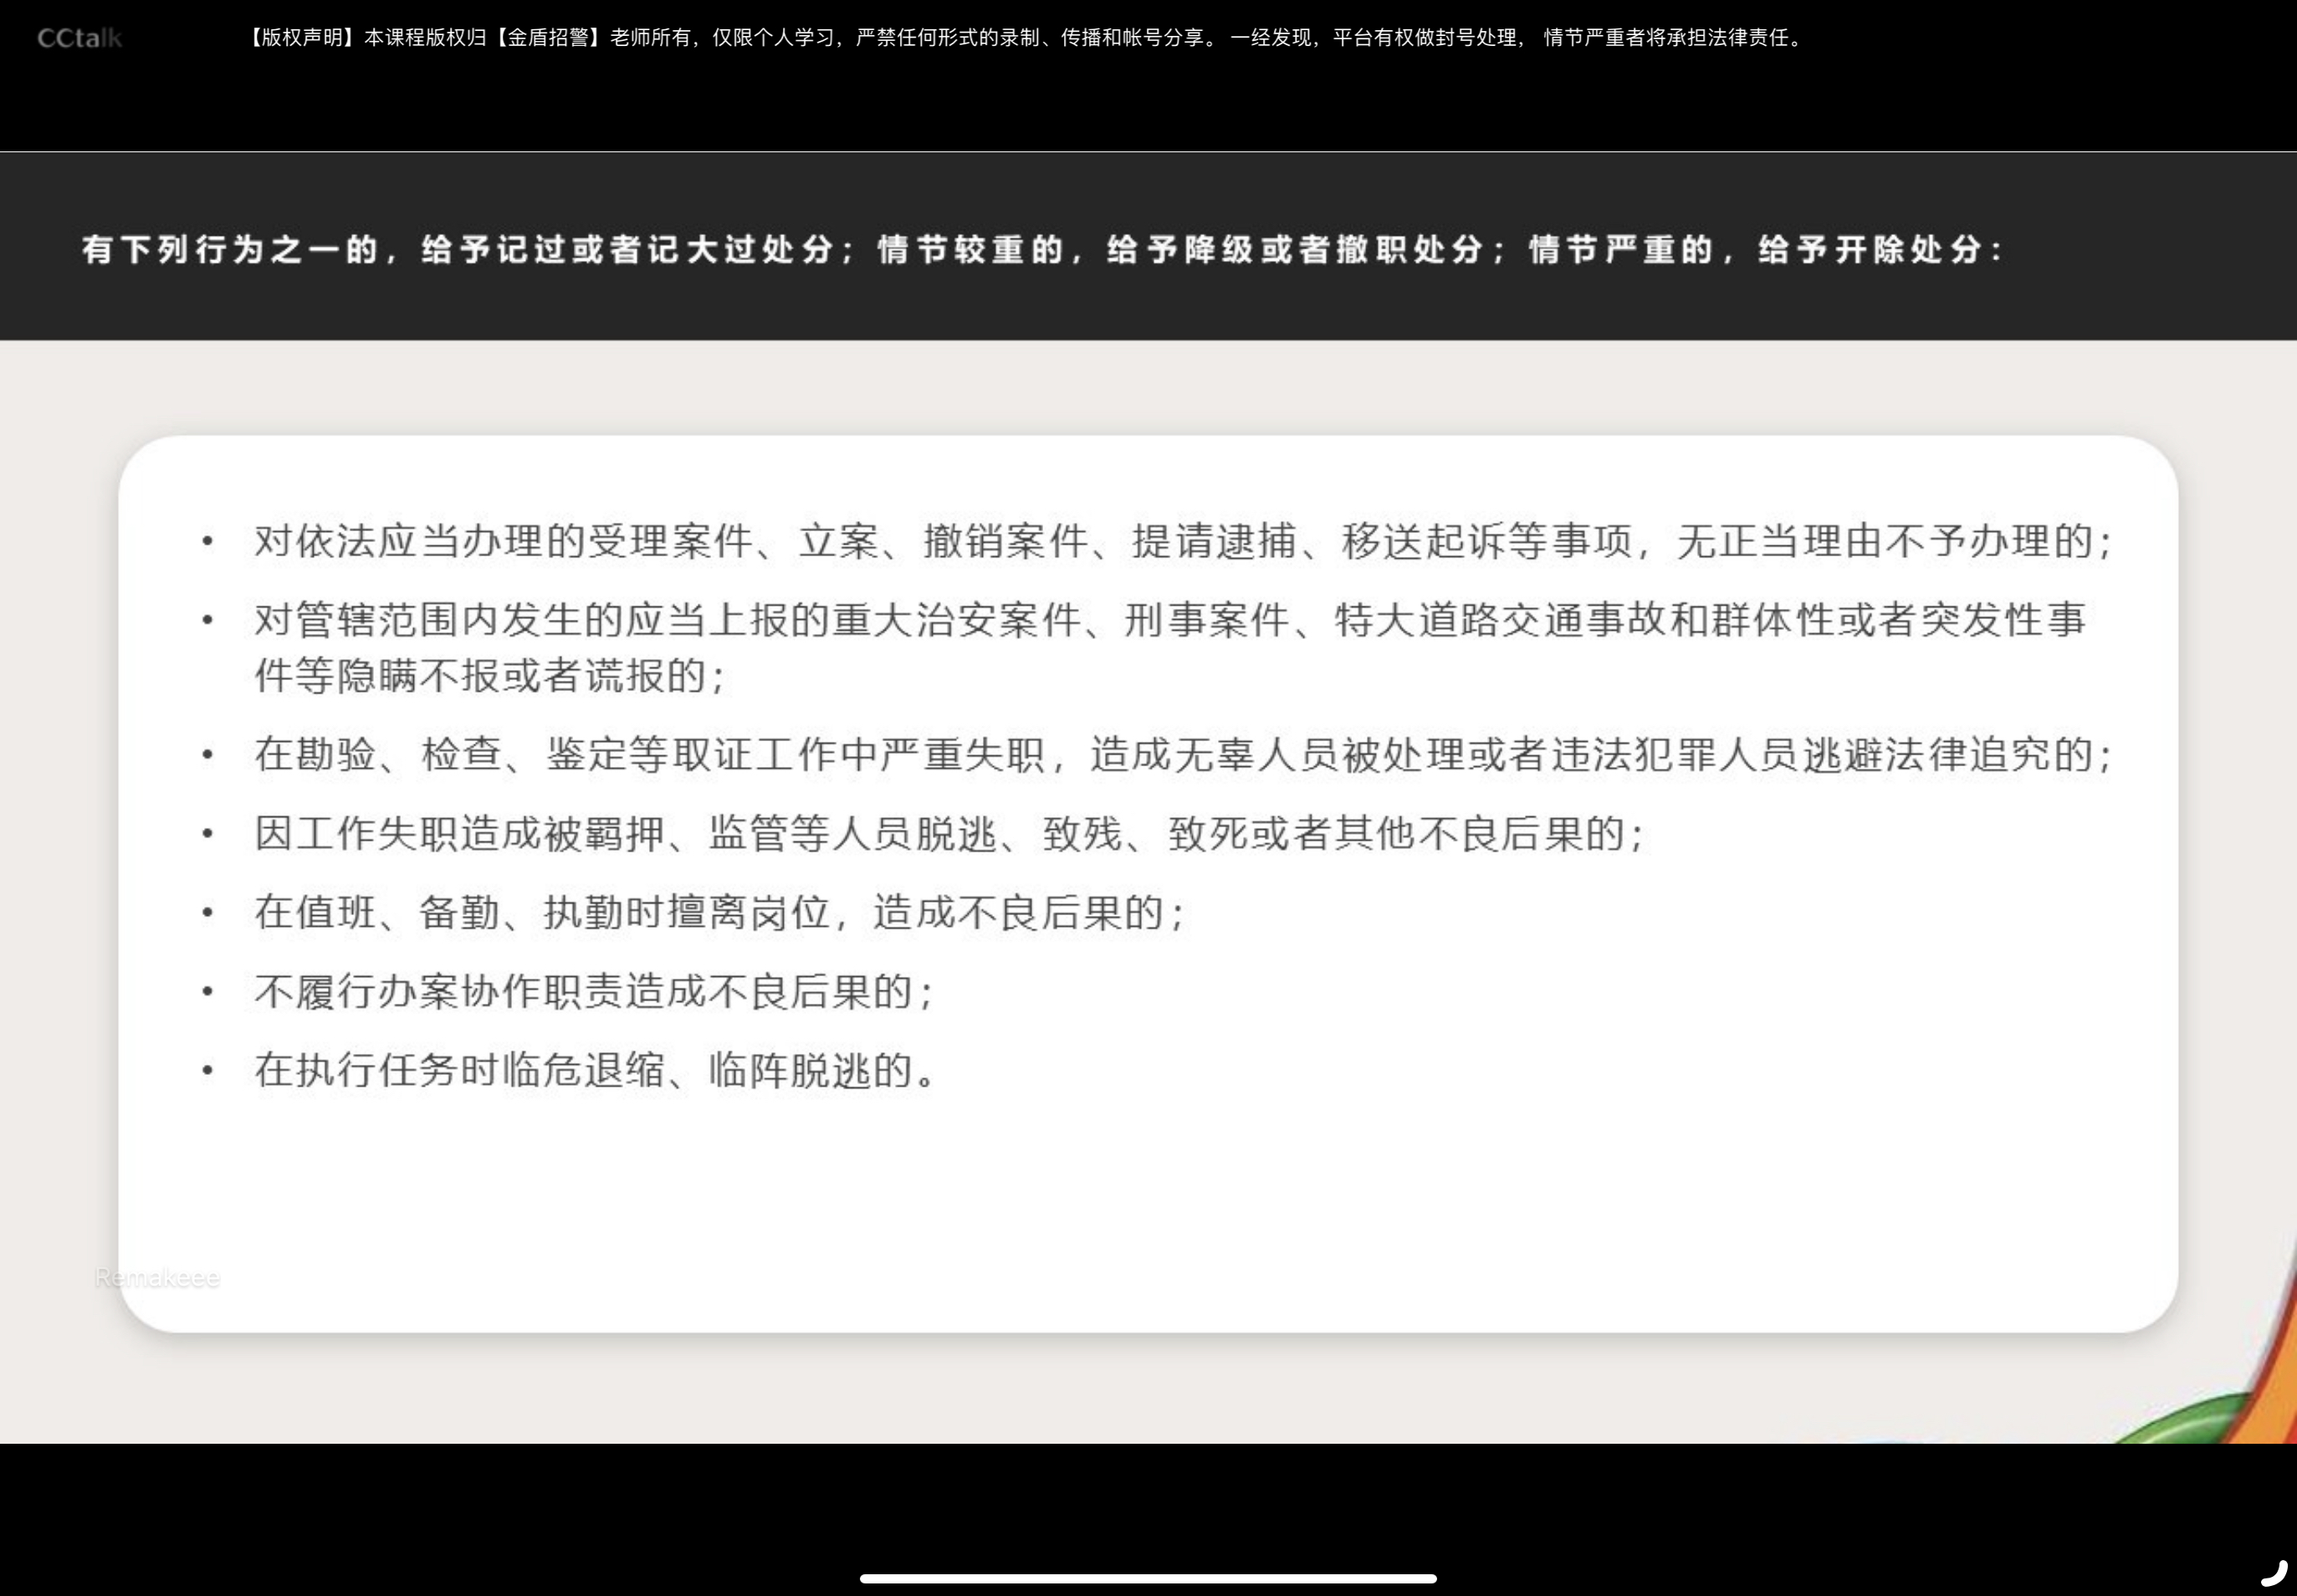 CCtalk
【版权声明】本课程版权归【金盾招警】老师所有，仅限个人学习，严禁任何形式的录制、传播和帐号分享。 一经发现，平台有权做封号处理， 情节严重者将承担法律责任。
有下列行为之一的，给予记过或者记大过处分；情节较重的，给予降级或者撤职处分；情节严重的，给予开除处分：
• 对依法应当办理的受理案件、立案、撤销案件、提请逮捕、移送起诉等事项，无正当理由不予办理的；
• 对管辖范围内发生的应当上报的重大治安案件、刑事案件、特大道路交通事故和群体性或者突发性事
件等隐瞒不报或者谎报的；
• 在勘验、检查、鉴定等取证工作中严重失职，造成无辜人员被处理或者违法犯罪人员逃避法律追究的；
• 因工作失职造成被羁押、监管等人员脱逃、致残、致死或者其他不良后果的；
• 在值班、备勤、执勤时擅离岗位，造成不良后果的；
• 不履行办案协作职责造成不良后果的；
• 在执行任务时临危退缩、临阵脱逃的。
Remakeee